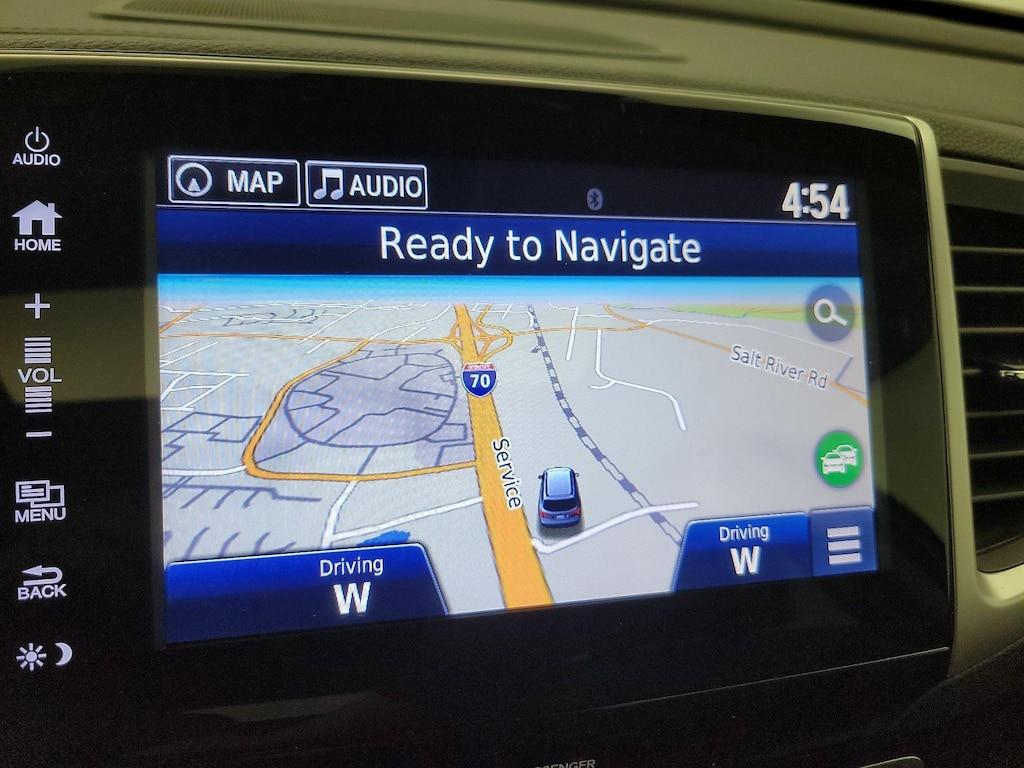 AUDIO
HOME
+
VOL
−
MENU
BACK
MAP
AUDIO
4:54
Ready to Navigate
70
Salt River Rd
Service
Driving
W
Driving
W